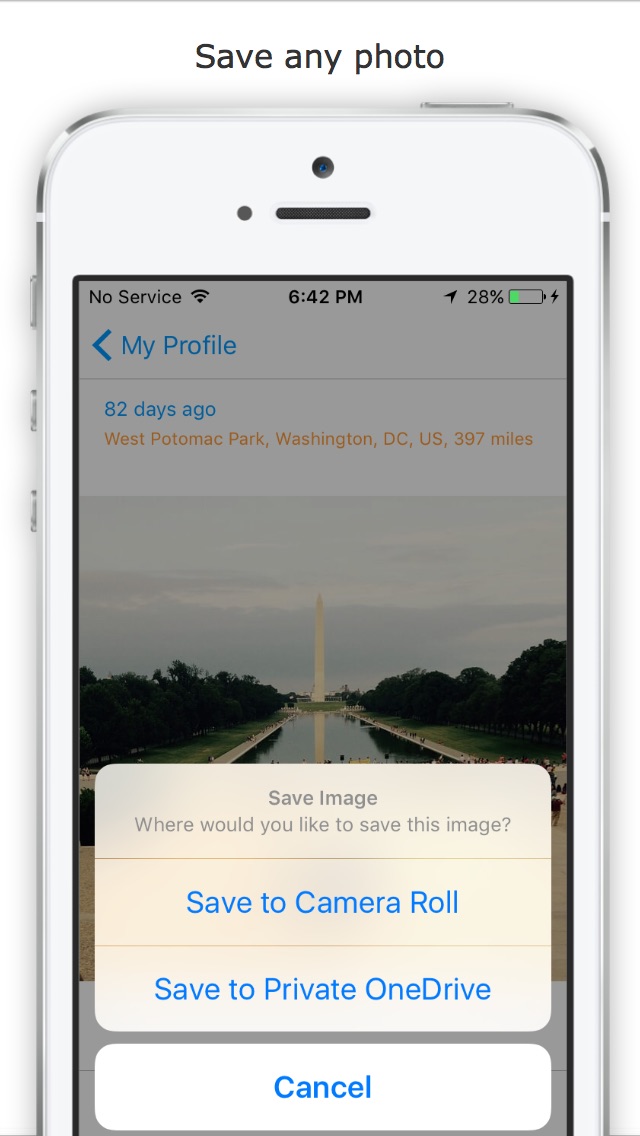 Save any photo
No Service 6:42 PM 28%
My Profile
82 days ago
West Potomac Park, Washington, DC, US, 397 miles
Save Image
Where would you like to save this image?
Save to Camera Roll
Save to Private OneDrive
Cancel